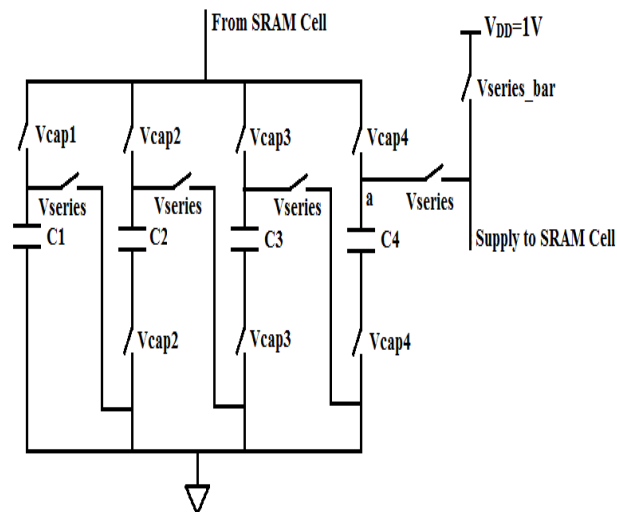 From SRAM Cell
VDD=1V
Vseries_bar
Vcap1
Vcap2
Vcap3
Vcap4
Vseries
Vseries
Vseries
a
Vseries
C1
C2
C3
C4
Supply to SRAM Cell
Vcap2
Vcap3
Vcap4